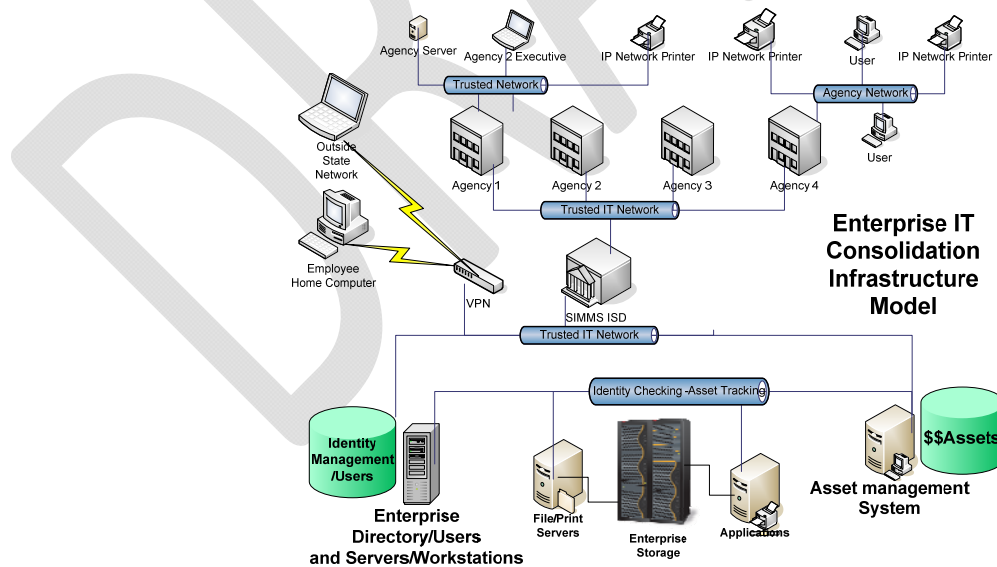 Agency Server
Agency 2 Executive
IP Network Printer
IP Network Printer
User
IP Network Printer
Trusted Network
Agency Network
User
Outside
State
Network
Agency 1
Agency 2
Agency 3
Agency 4
Trusted IT Network
Enterprise IT
Consolidation
Infrastructure
Model
Employee
Home Computer
VPN
SIMMS ISD
Trusted IT Network
Identity Checking -Asset Tracking
Identity
Management
/Users
$$Assets
Enterprise
Directory/Users
and Servers/Workstations
File/Print
Servers
Enterprise
Storage
Applications
Asset management
System